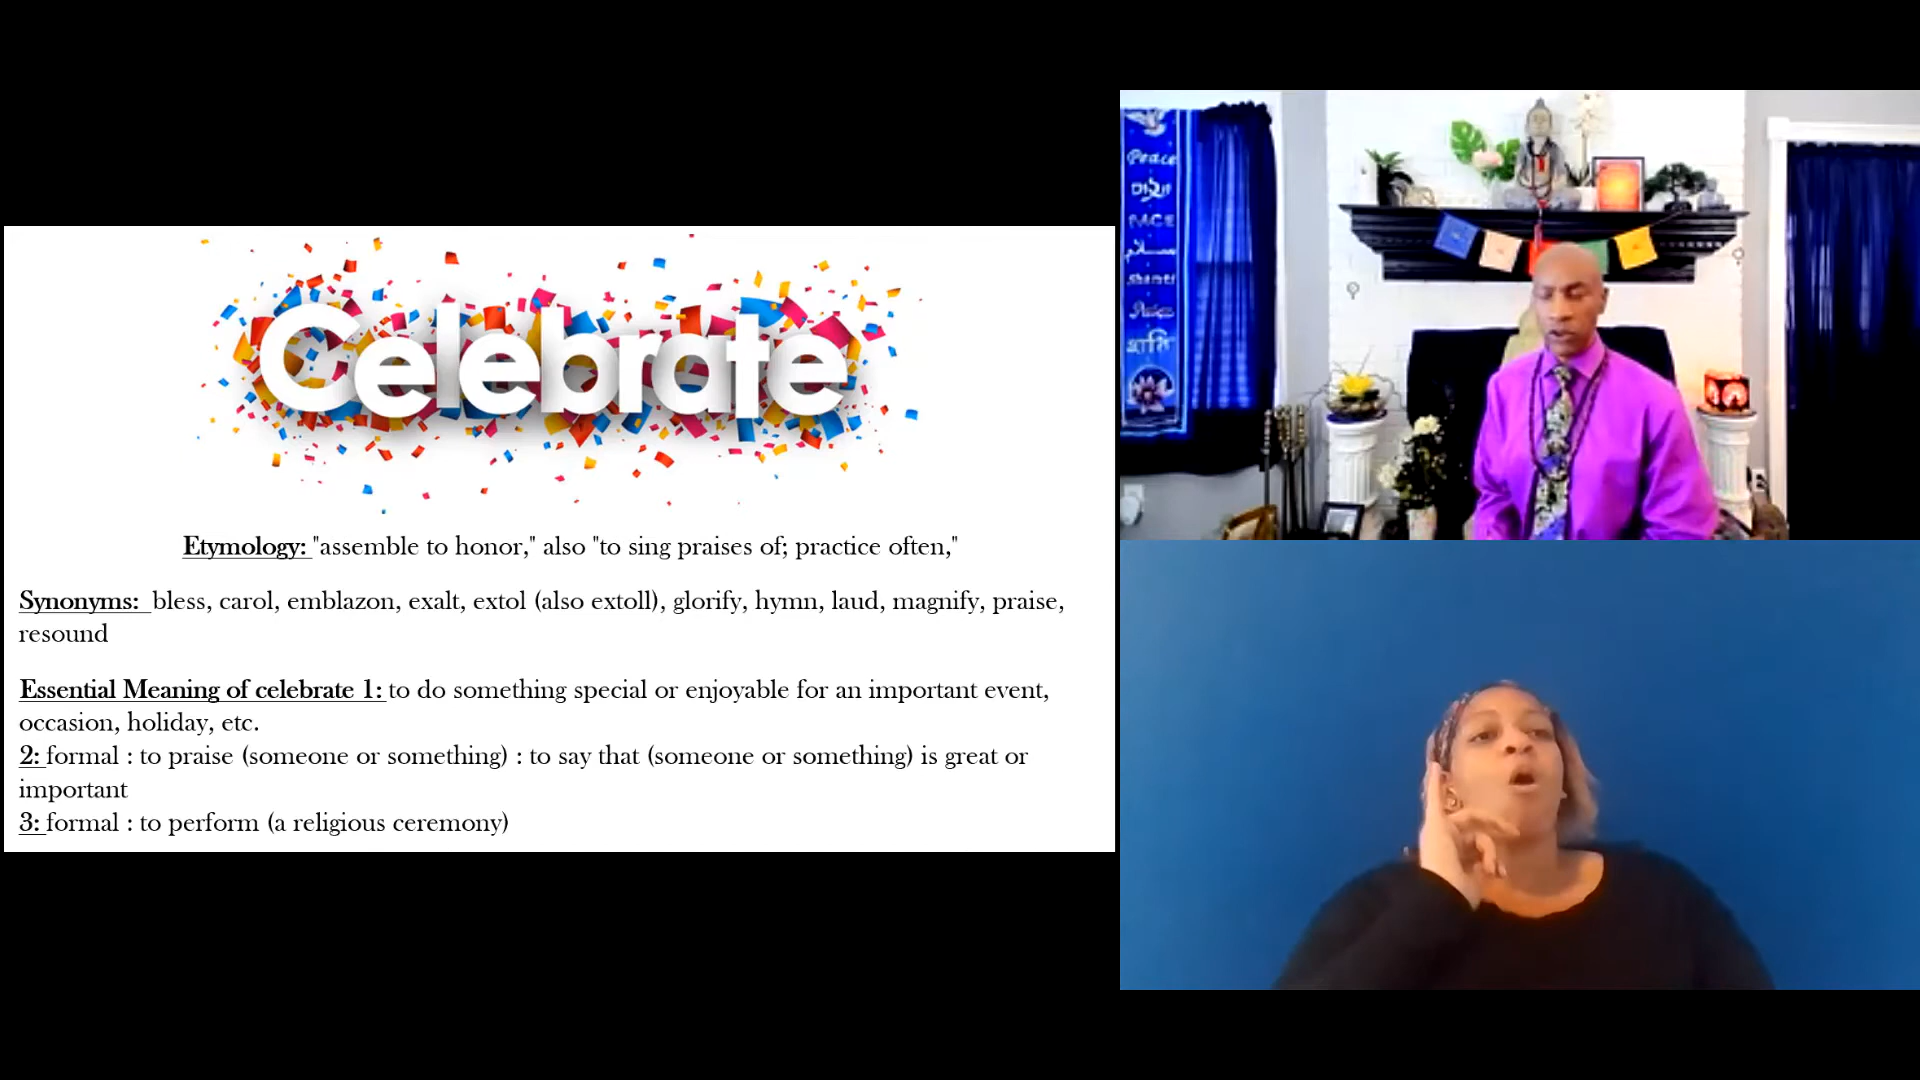 Celebrate
Etymology: "assemble to honor," also "to sing praises of; practice often,"
Synonyms: bless, carol, emblazon, exalt, extol (also extoll), glorify, hymn, laud, magnify, praise,
resound
Essential Meaning of celebrate 1: to do something special or enjoyable for an important event,
occasion, holiday, etc.
2: formal : to praise (someone or something) : to say that (someone or something) is great or
important
3: formal : to perform (a religious ceremony)
Peace
shanti